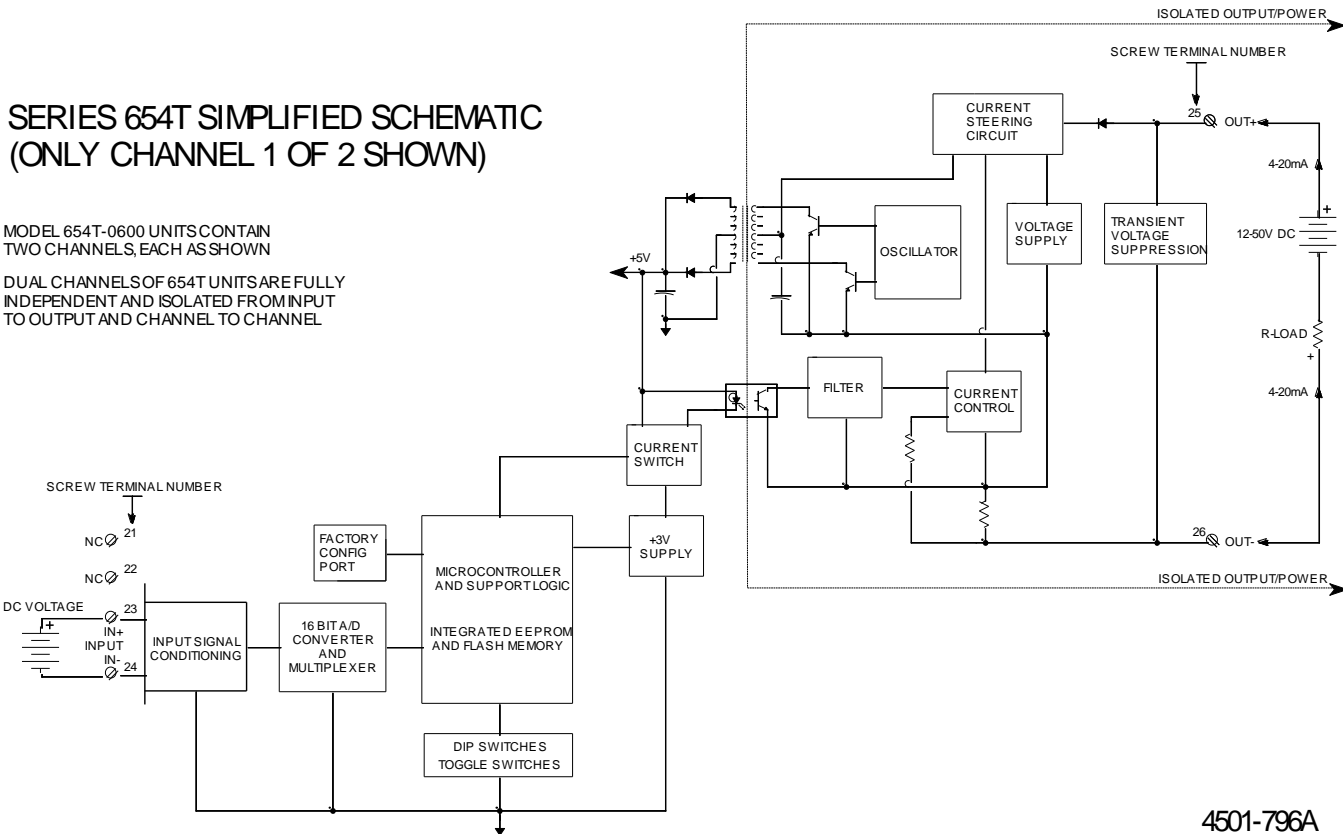 ISOLATED OUTPUT/POWER
SCREW TERMINAL NUMBER
SERIES 654T SIMPLIFIED SCHEMATIC
(ONLY CHANNEL 1 OF 2 SHOWN)
CURRENT
STEERING
CIRCUIT
25
OUT+
4-20mA
MODEL 654T-0600 UNITS CONTAIN
TWO CHANNELS, EACH AS SHOWN
DUAL CHANNELS OF 654T UNITS ARE FULLY
INDEPENDENT AND ISOLATED FROM INPUT
TO OUTPUT AND CHANNEL TO CHANNEL
+5V
OSCILLATOR
VOLTAGE
SUPPLY
TRANSIENT
VOLTAGE
SUPPRESSION
+
12-50V DC
R-LOAD
+
4-20mA
FILTER
CURRENT
CONTROL
CURRENT
SWITCH
SCREW TERMINAL NUMBER
NC 21
NC 22
DC VOLTAGE
+
23
IN+
INPUT
IN-
24
INPUT SIGNAL
CONDITIONING
16 BIT A/D
CONVERTER
AND
MULTIPLEXER
FACTORY
CONFIG
PORT
MICROCONTROLLER
AND SUPPORT LOGIC
INTEGRATED EEPROM
AND FLASH MEMORY
+3V
SUPPLY
26
OUT-
ISOLATED OUTPUT/POWER
DIP SWITCHES
TOGGLE SWITCHES
4501-796A